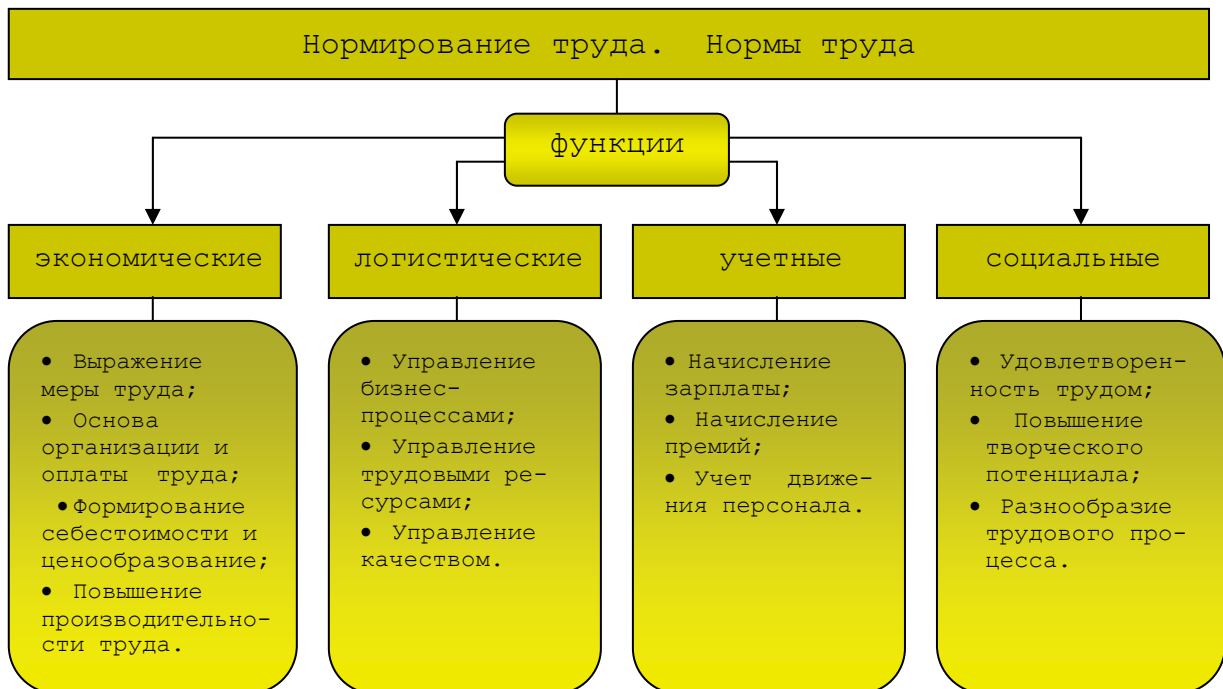 Нормирование труда. Нормы труда
функции
экономические
логистические
учетные
социальные
• Выражение
меры труда;
• Основа
организации и
оплаты труда;
• Формирование
себестоимости и
ценообразование;
• Повышение
производительно-
сти труда.
• Управление
бизнес-
процессами;
• Управление
трудовыми ре-
сурсами;
• Управление
качеством.
• Начисление
зарплаты;
• Начисление
премий;
• Учет движе-
ния персонала.
• Удовлетворен-
ность трудом;
• Повышение
творческого
потенциала;
• Разнообразие
трудового про-
цесса.